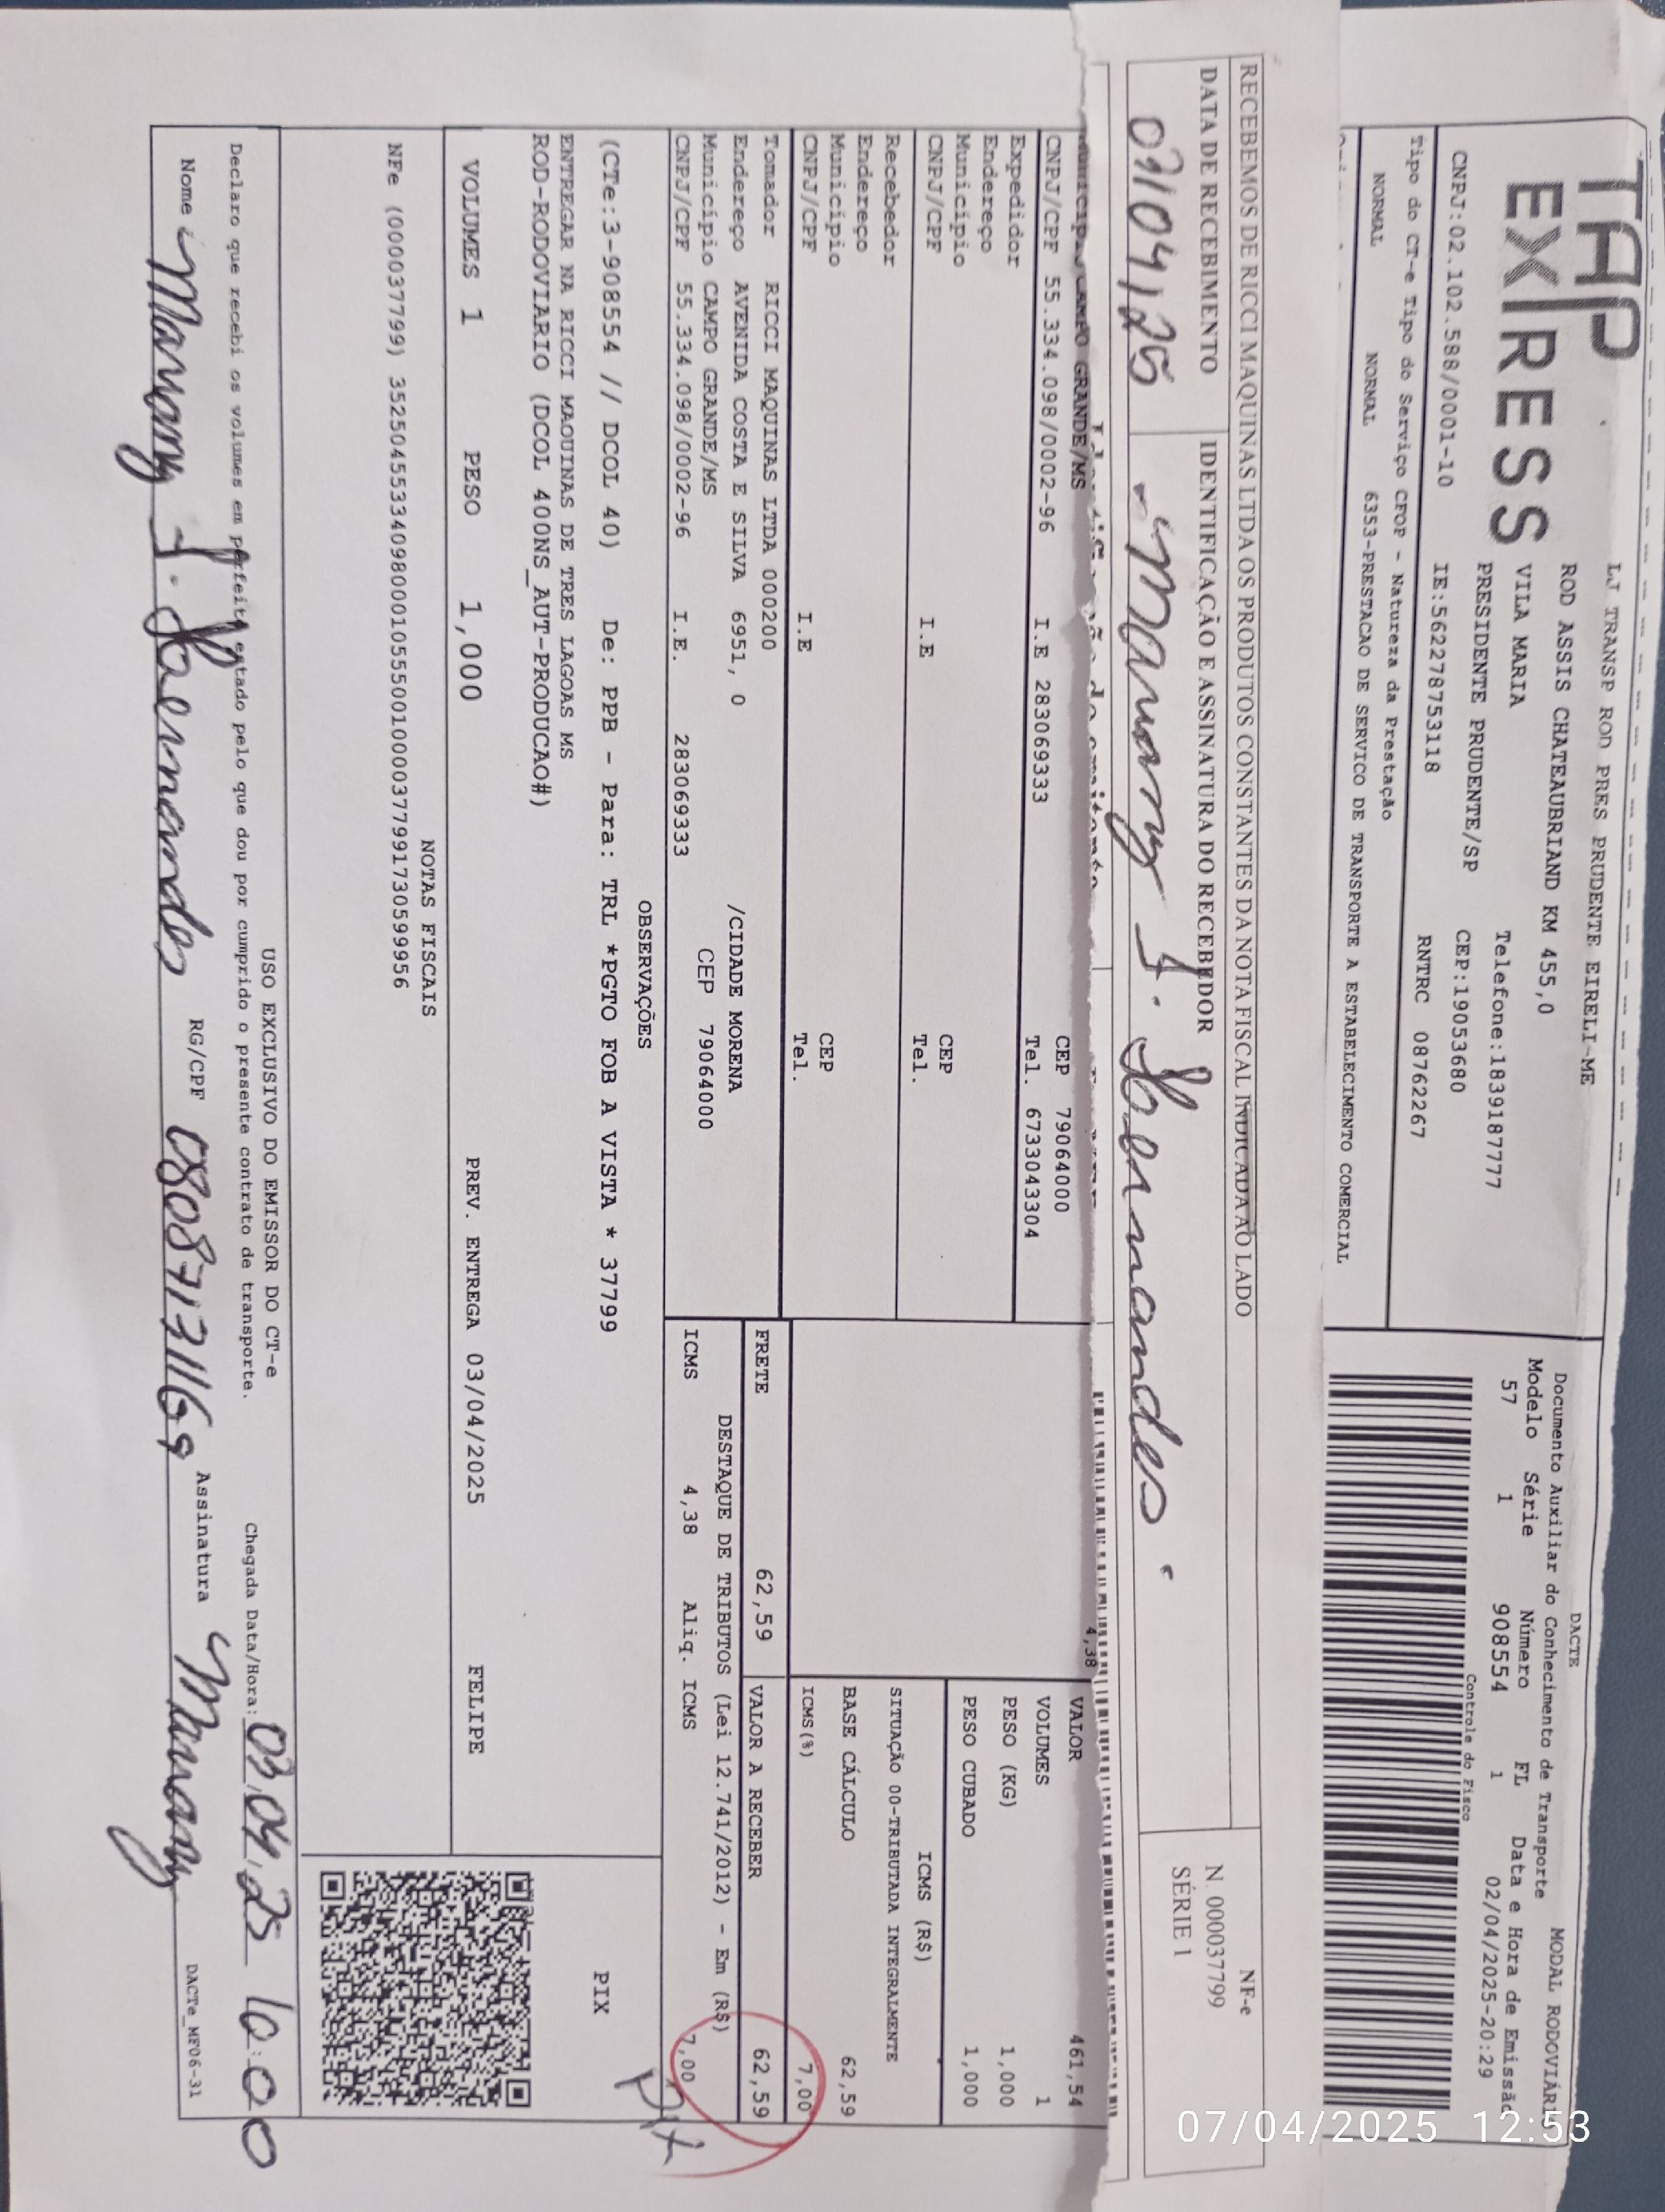 TAP
EXPRESS
LJ TRANSP ROD PRES PRUDENTE EIRELI-ME
ROD ASSIS CHATEAUBRIAND KM 455,0
VILA MARIA Telefone:1839187777
PRESIDENTE PRUDENTE/SP CEP:19053680
CNPJ:02.102.588/0001-10 IE:562278753118 RNTRC 08762267
Tipo do CT-e Tipo do Serviço CFOP - Natureza da Prestação
NORMAL NORMAL 6353-PRESTACAO DE SERVICO DE TRANSPORTE A ESTABELECIMENTO COMERCIAL
DACTE MODAL RODOVIÁRIO
Documento Auxiliar do Conhecimento de Transporte
Modelo Série Número FL Data e Hora de Emissão
57 1 908554 1 02/04/2025-20:29
Controle do Fisco
RECEBEMOS DE RICCI MAQUINAS LTDA OS PRODUTOS CONSTANTES DA NOTA FISCAL INDICADA AO LADO
DATA DE RECEBIMENTO IDENTIFICAÇÃO E ASSINATURA DO RECEBEDOR
NF-e
N. 000037799
SÉRIE 1
CAMPO GRANDE/MS CEP 79064000
CNPJ/CPF 55.334.098/0002-96 I.E 283069333 Tel. 6733043304
Expedidor
Endereço
Município CEP
CNPJ/CPF I.E Tel.
Recebedor
Endereço
Município CEP
CNPJ/CPF I.E Tel.
4,38
VALOR 461,54
VOLUMES 1
PESO (KG) 1,000
PESO CUBADO 1,000
ICMS (R$)
SITUAÇÃO 00-TRIBUTADA INTEGRALMENTE
BASE CÁLCULO 62,59
ICMS(%) 7,00
Tomador RICCI MAQUINAS LTDA 000200
Endereço AVENIDA COSTA E SILVA 6951, 0 /CIDADE MORENA
Município CAMPO GRANDE/MS CEP 79064000
CNPJ/CPF 55.334.098/0002-96 I.E. 283069333
FRETE 62,59 VALOR A RECEBER 62,59
DESTAQUE DE TRIBUTOS (Lei 12.741/2012) - Em (R$)
ICMS 4,38 Aliq. ICMS 7,00
OBSERVAÇÕES
(CTe:3-908554 // DCOL 40) De: PPB - Para: TRL *PGTO FOB A VISTA * 37799
ENTREGAR NA RICCI MAQUINAS DE TRES LAGOAS MS
ROD-RODOVIARIO (DCOL 400NS_AUT-PRODUCAO#)
PIX
Pix
VOLUMES 1 PESO 1,000 PREV. ENTREGA 03/04/2025 FELIPE
NOTAS FISCAIS
NFe (000037799) 35250455334098000105550010000377991730599956
USO EXCLUSIVO DO EMISSOR DO CT-e
Declaro que recebi os volumes em perfeito estado pelo que dou por cumprido o presente contrato de transporte. Chegada Data/Hora: 03,04,25 10:00
Nome RG/CPF 08087131169 Assinatura
DACTe_MF06-31
07/04/2025 12:53